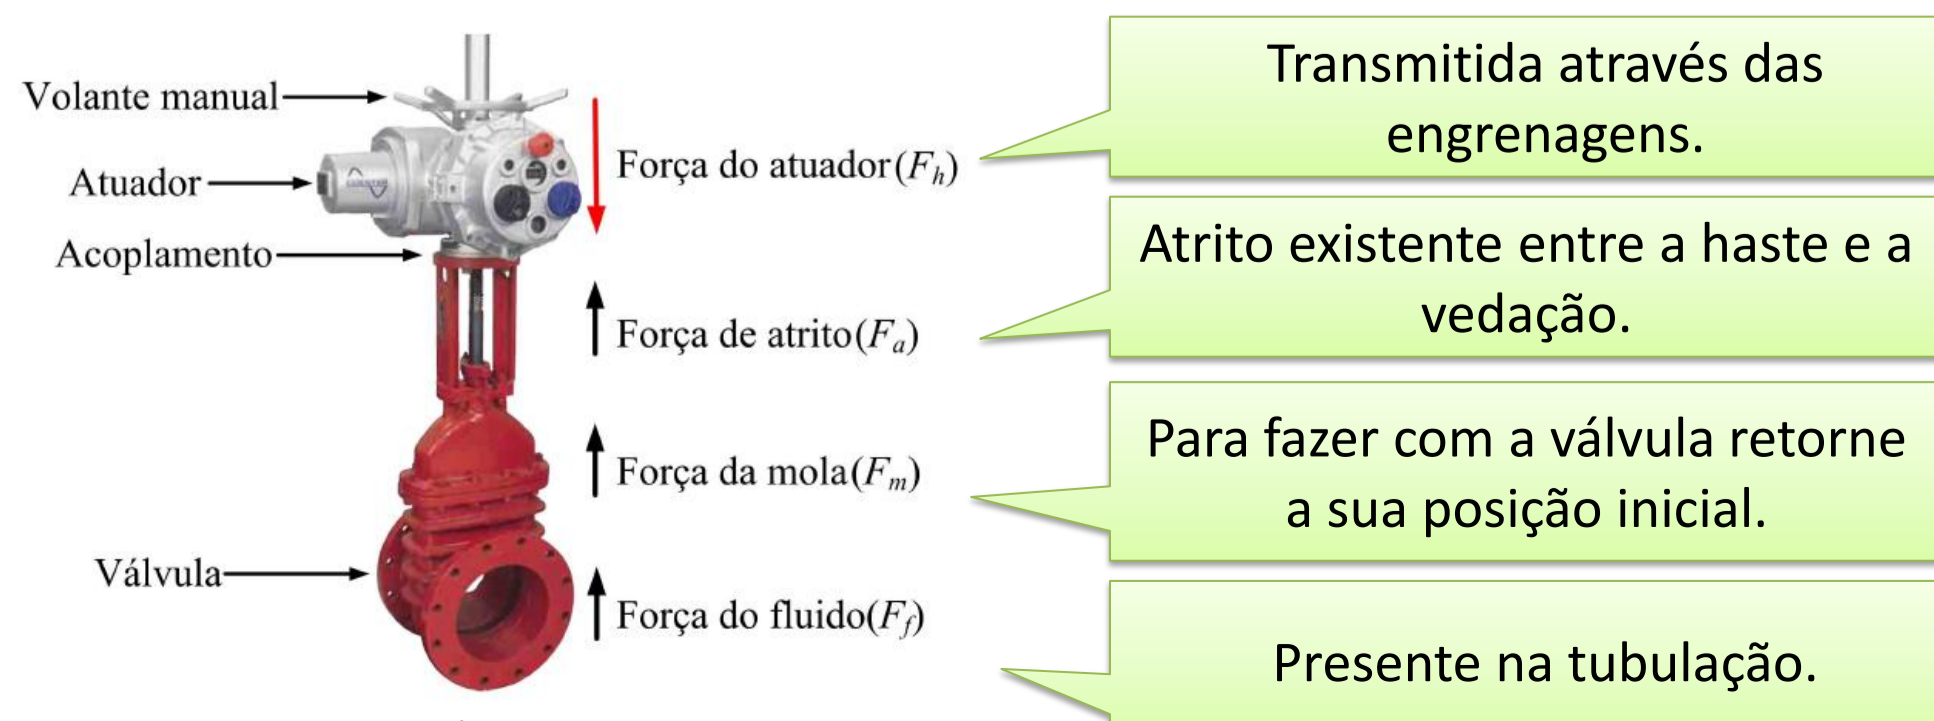 Volante manual
Atuador
Acoplamento
Válvula
Força do atuador(Fh)
Força de atrito(Fa)
Força da mola(Fm)
Força do fluido(Ff)
Transmitida através das
engrenagens.
Atrito existente entre a haste e a
vedação.
Para fazer com a válvula retorne
a sua posição inicial.
Presente na tubulação.